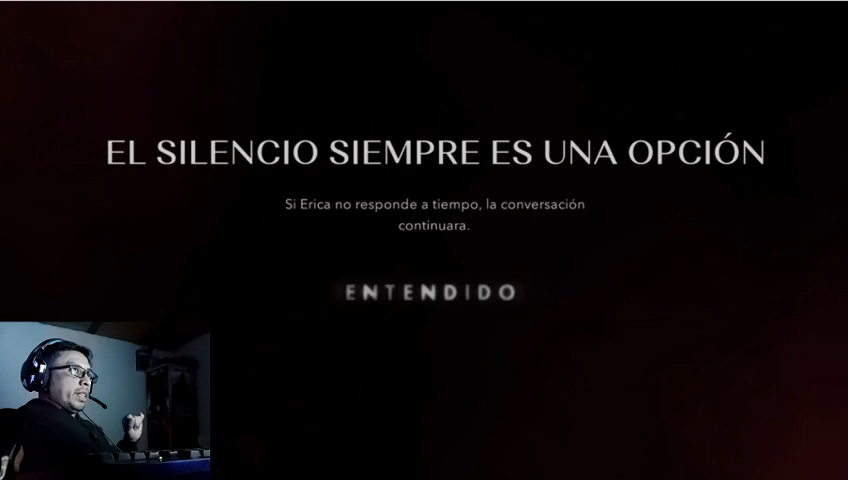 EL SILENCIO SIEMPRE ES UNA OPCIÓN
Si Erica no responde a tiempo, la conversación
continuara.
ENTENDIDO